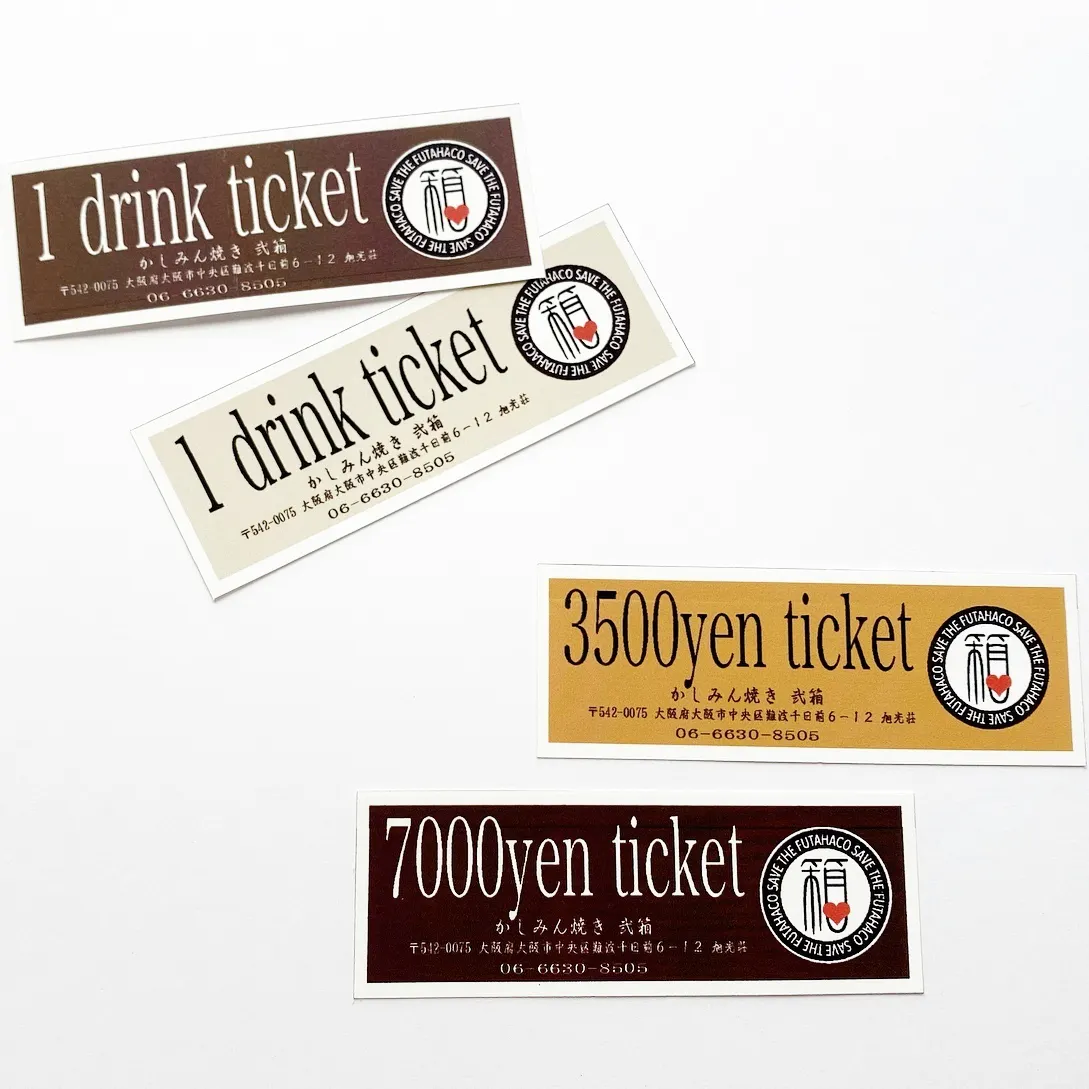 1 drink ticket
かしみん焼き 弐箱
〒542-0075 大阪府大阪市中央区難波千日前6-12 旭光荘
06-6630-8505
SAVE THE FUTAHACO SAVE THE FUTAHACO
箱
1 drink ticket
かしみん焼き 弐箱
〒542-0075 大阪府大阪市中央区難波千日前6-12 旭光荘
06-6630-8505
SAVE THE FUTAHACO SAVE THE FUTAHACO
箱
3500yen ticket
かしみん焼き 弐箱
〒542-0075 大阪府大阪市中央区難波千日前6-12 旭光荘
06-6630-8505
SAVE THE FUTAHACO SAVE THE FUTAHACO
箱
7000yen ticket
かしみん焼き 弐箱
〒542-0075 大阪府大阪市中央区難波千日前6-12 旭光荘
06-6630-8505
SAVE THE FUTAHACO SAVE THE FUTAHACO
箱